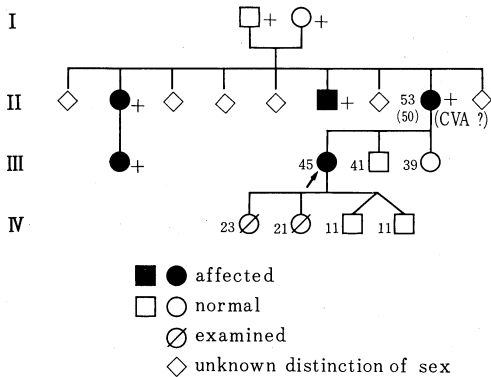 I + +
II + + 53 + (50) (CVA ?)
III + 45 41 39
IV 23 21 11 11
affected
normal
examined
unknown distinction of sex